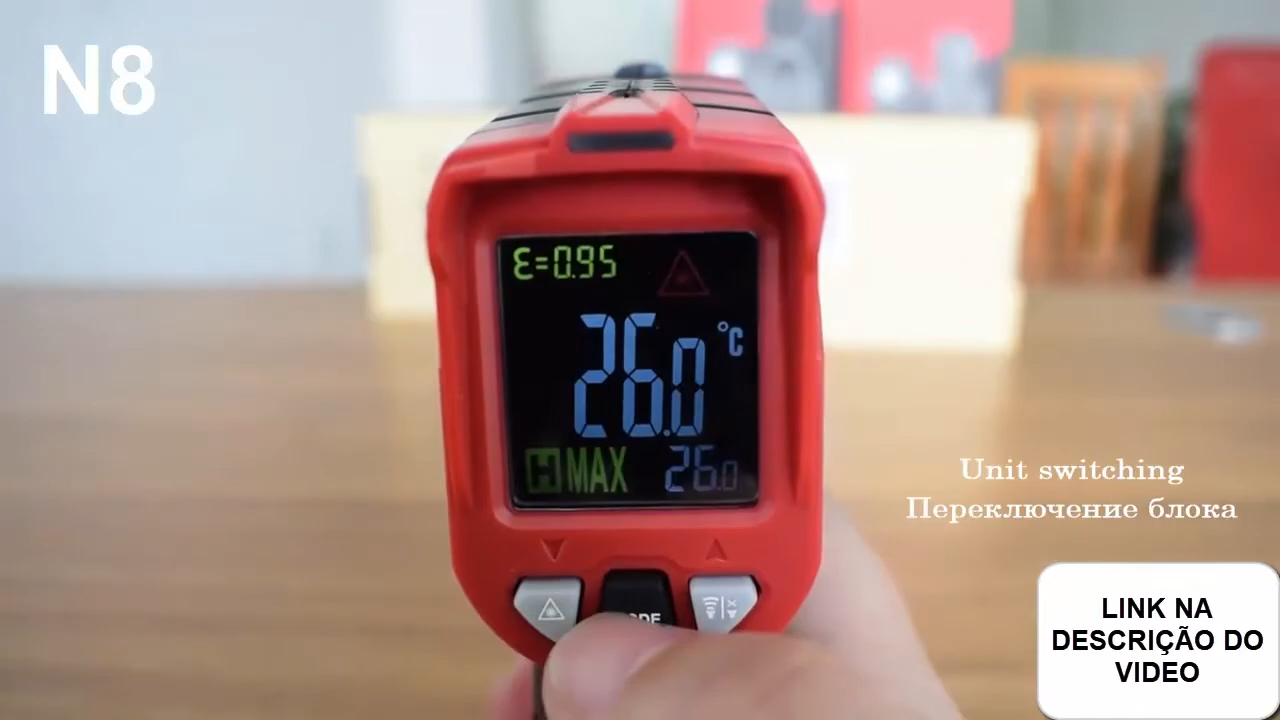 N8
ε=0.95
26.0 °C
H MAX 26.0
Unit switching
Переключение блока
LINK NA
DESCRIÇÃO DO
VIDEO